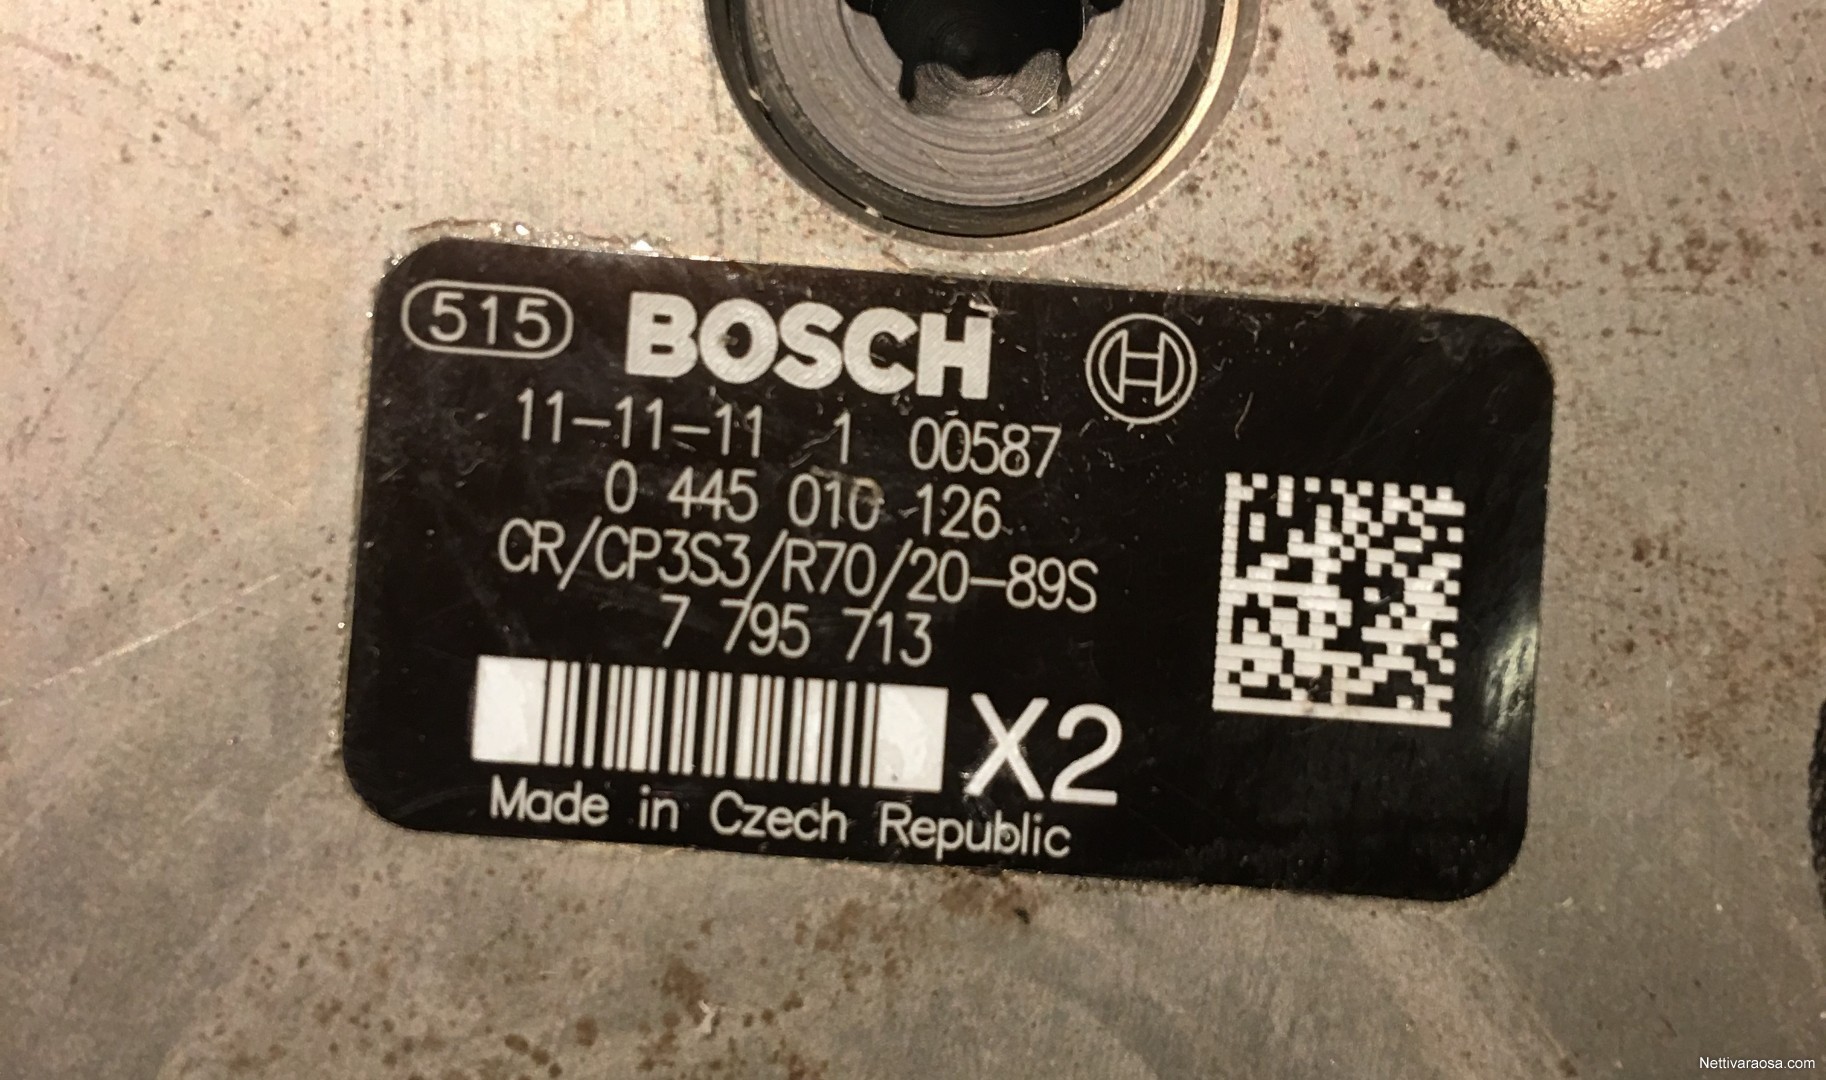 515 BOSCH
11-11-11 1 00587
0 445 010 126
CR/CP3S3/R70/20-89S
7 795 713
X2
Made in Czech Republic
Nettivaraosa.com